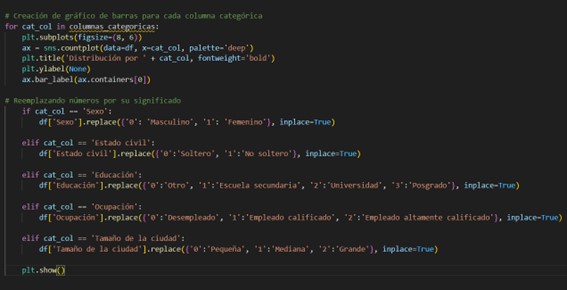 # Creación de gráfico de barras para cada columna categórica
for cat_col in columnas_categoricas:
    plt.subplots(figsize=(8, 6))
    ax = sns.countplot(data=df, x=cat_col, palette='deep')
    plt.title('Distribución por ' + cat_col, fontweight='bold')
    plt.ylabel(None)
    ax.bar_label(ax.containers[0])
# Reemplazando números por su significado
    if cat_col == 'Sexo':
        df['Sexo'].replace({'0': 'Masculino', '1': 'Femenino'}, inplace=True)
    elif cat_col == 'Estado civil':
        df['Estado civil'].replace({'0':'Soltero', '1':'No soltero'}, inplace=True)
    elif cat_col == 'Educación':
        df['Educación'].replace({'0':'Otro', '1':'Escuela secundaria', '2':'Universidad', '3':'Posgrado'}, inplace=True)
    elif cat_col == 'Ocupación':
        df['Ocupación'].replace({'0':'Desempleado', '1':'Empleado calificado', '2':'Empleado altamente calificado'}, inplace=True)
    elif cat_col == 'Tamaño de la ciudad':
        df['Tamaño de la ciudad'].replace({'0':'Pequeña', '1':'Mediana', '2':'Grande'}, inplace=True)
    plt.show()